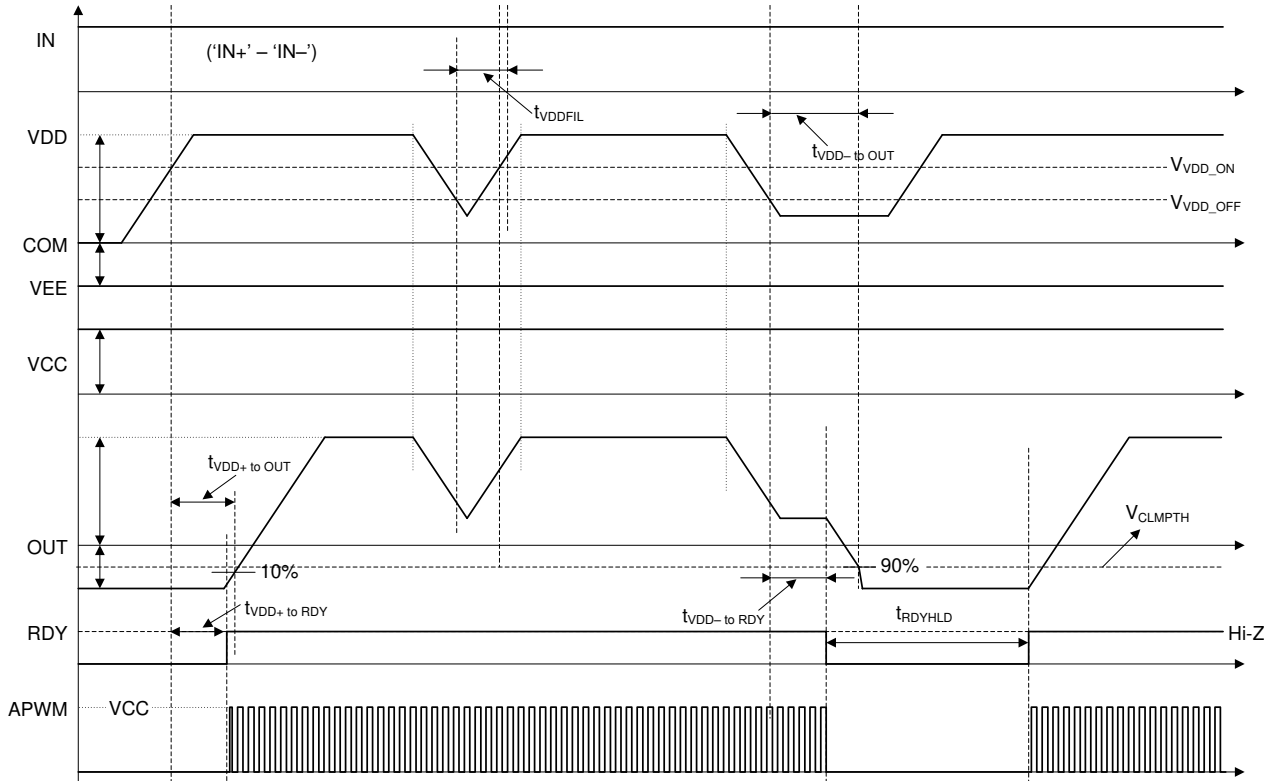 IN
('IN+' – 'IN–')
tVDDFIL
VDD
tVDD– to OUT
VVDD_ON
VVDD_OFF
COM
VEE
VCC
tVDD+ to OUT
VCLMPTH
OUT
10%
90%
tVDD+ to RDY
tVDD– to RDY
tRDYHLD
RDY
Hi-Z
APWM
VCC